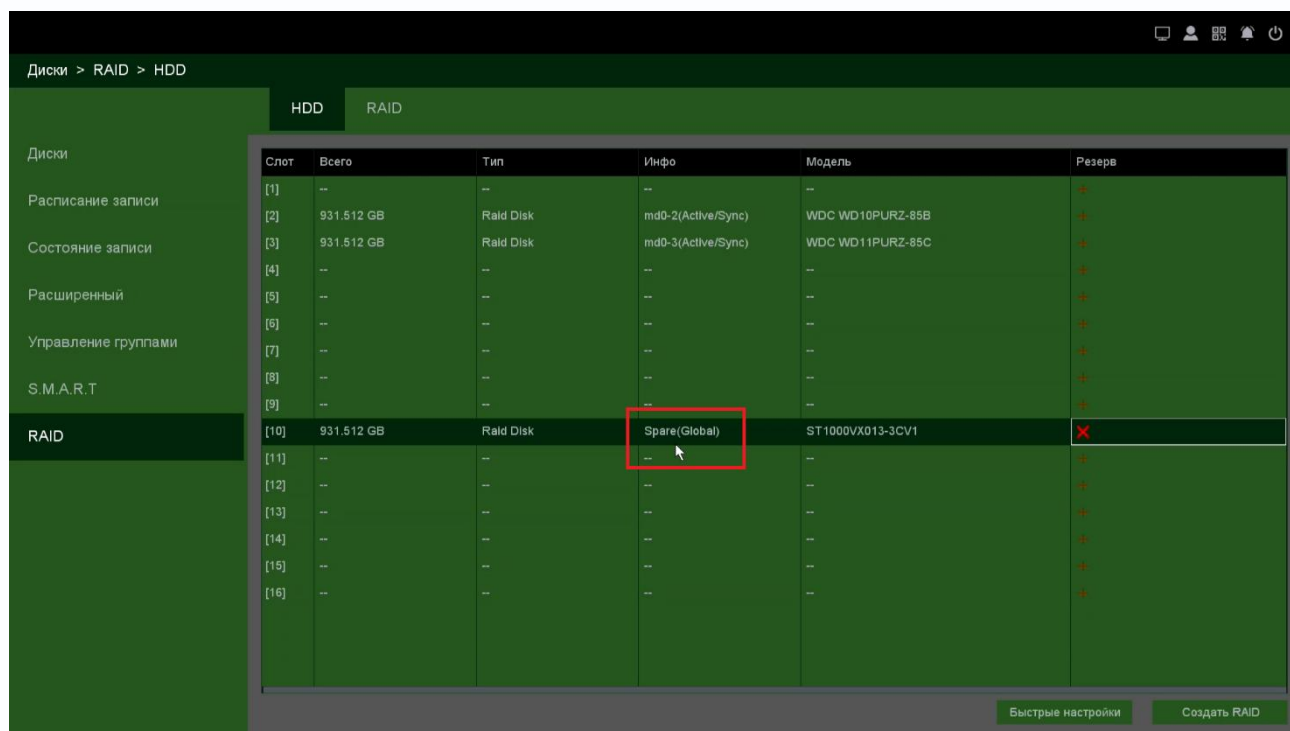 Диски > RAID > HDD
HDD RAID
Диски
Расписание записи
Состояние записи
Расширенный
Управление группами
S.M.A.R.T
RAID
Слот Всего Тип Инфо Модель Резерв
[1] -- -- -- --
[2] 931.512 GB Raid Disk md0-2(Active/Sync) WDC WD10PURZ-85B
[3] 931.512 GB Raid Disk md0-3(Active/Sync) WDC WD11PURZ-85C
[4] -- -- -- --
[5] -- -- -- --
[6] -- -- -- --
[7] -- -- -- --
[8] -- -- -- --
[9] -- -- -- --
[10] 931.512 GB Raid Disk Spare(Global) ST1000VX013-3CV1
[11] -- -- -- --
[12] -- -- -- --
[13] -- -- -- --
[14] -- -- -- --
[15] -- -- -- --
[16] -- -- -- --
Быстрые настройки Создать RAID